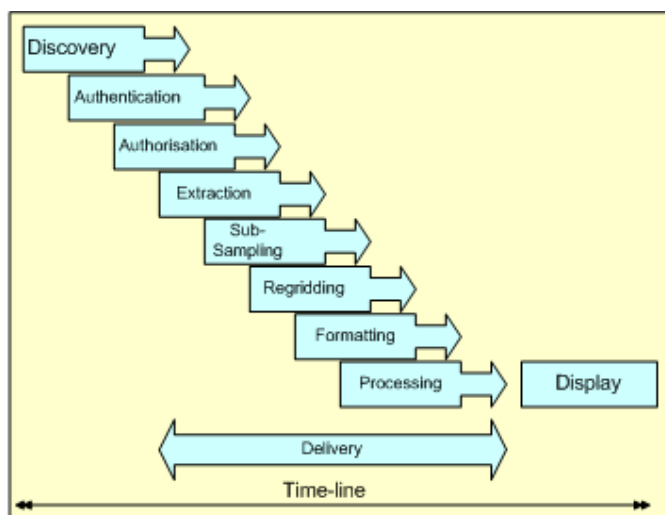 Discovery
Authentication
Authorisation
Extraction
Sub-
Sampling
Regridding
Formatting
Processing
Display
Delivery
Time-line